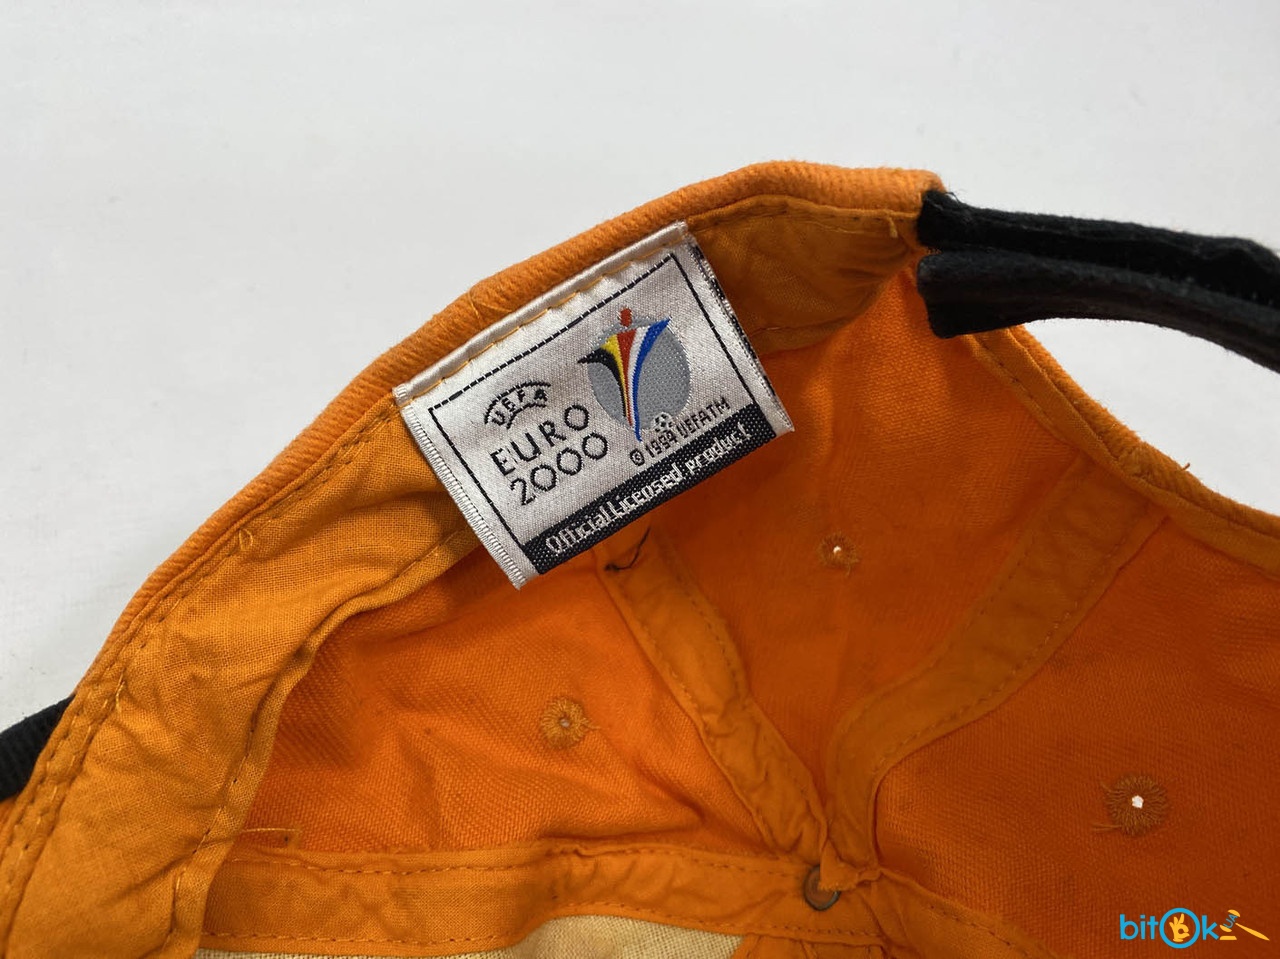 UEFA
EURO
2000
© 1999 UEFA TM
Official Licensed product
bitOk